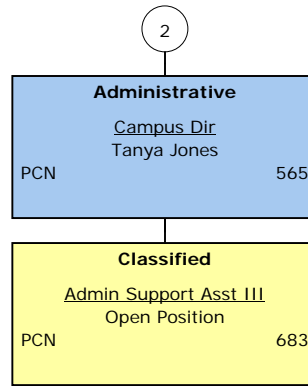 2
Administrative
Campus Dir
Tanya Jones
PCN 565
Classified
Admin Support Asst III
Open Position
PCN 683